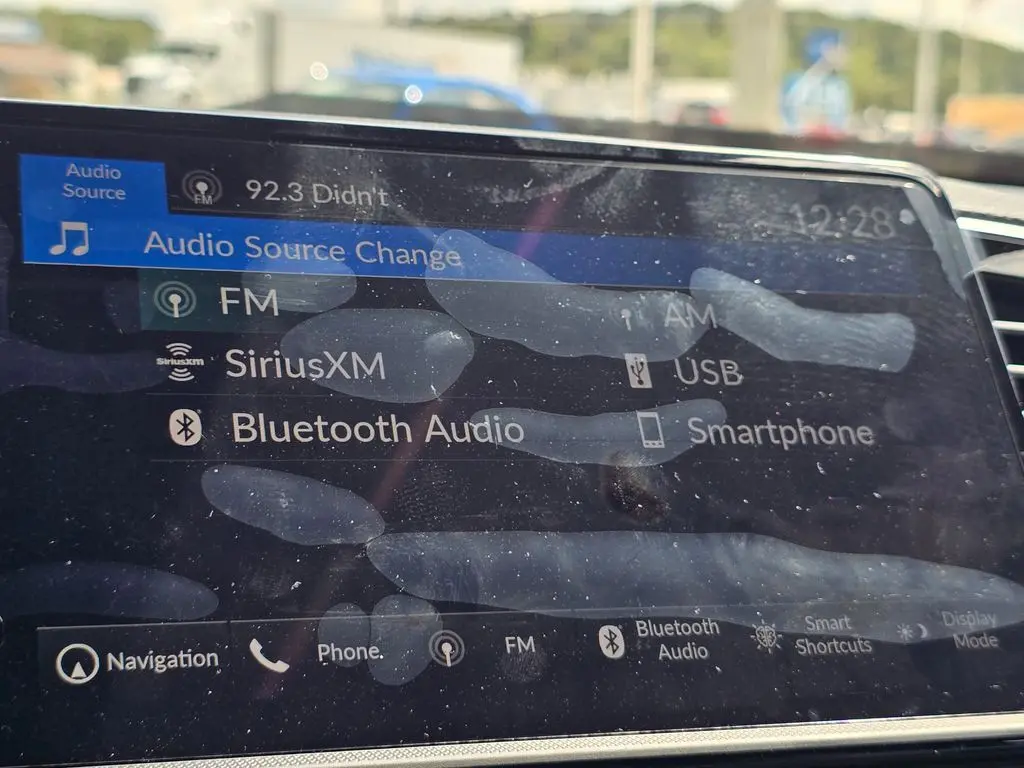 Audio
Source
FM
92.3 Didn't
12:28
Audio Source Change
FM
AM
SiriusXM
SiriusXM
USB
Bluetooth Audio
Smartphone
Navigation
Phone
FM
Bluetooth
Audio
Smart
Shortcuts
Display
Mode